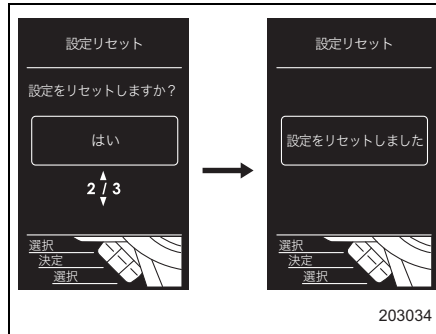 設定リセット
設定をリセットしますか？
はい
2/3
選択
決定
選択
設定リセット
設定をリセットしました
選択
決定
選択
203034